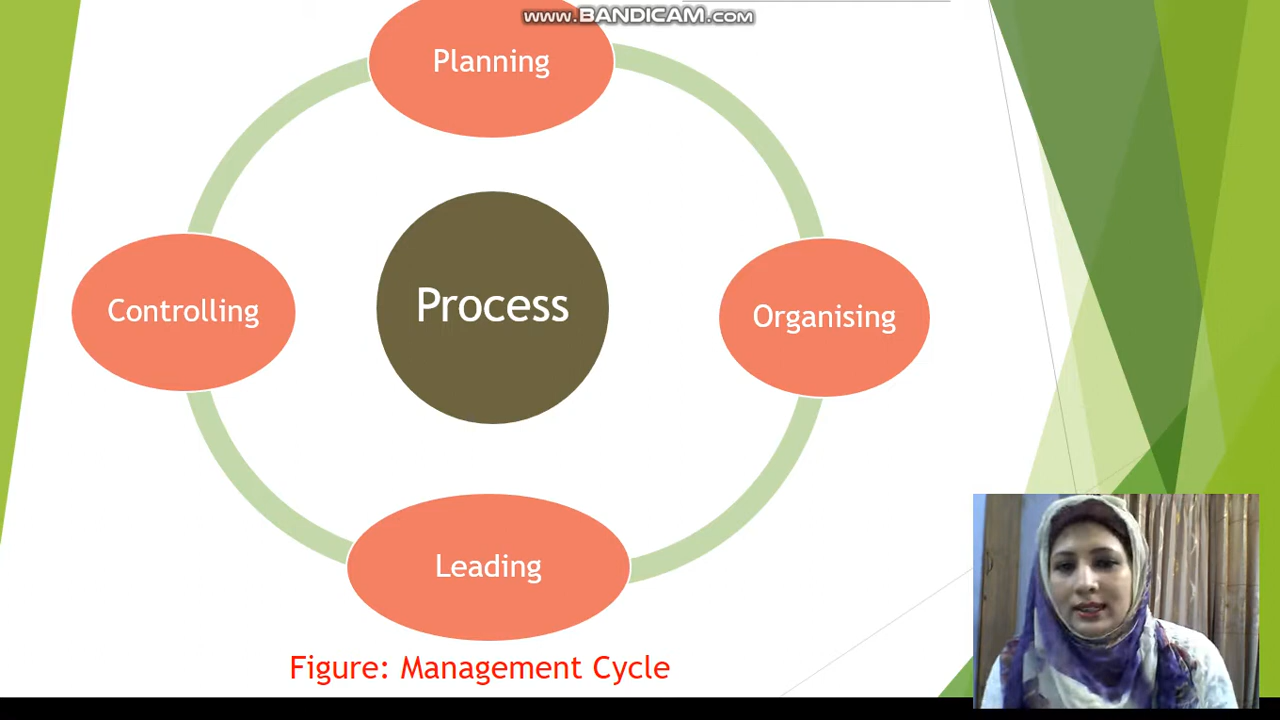 www.BANDICAM.com
Planning
Controlling
Process
Organising
Leading
Figure: Management Cycle